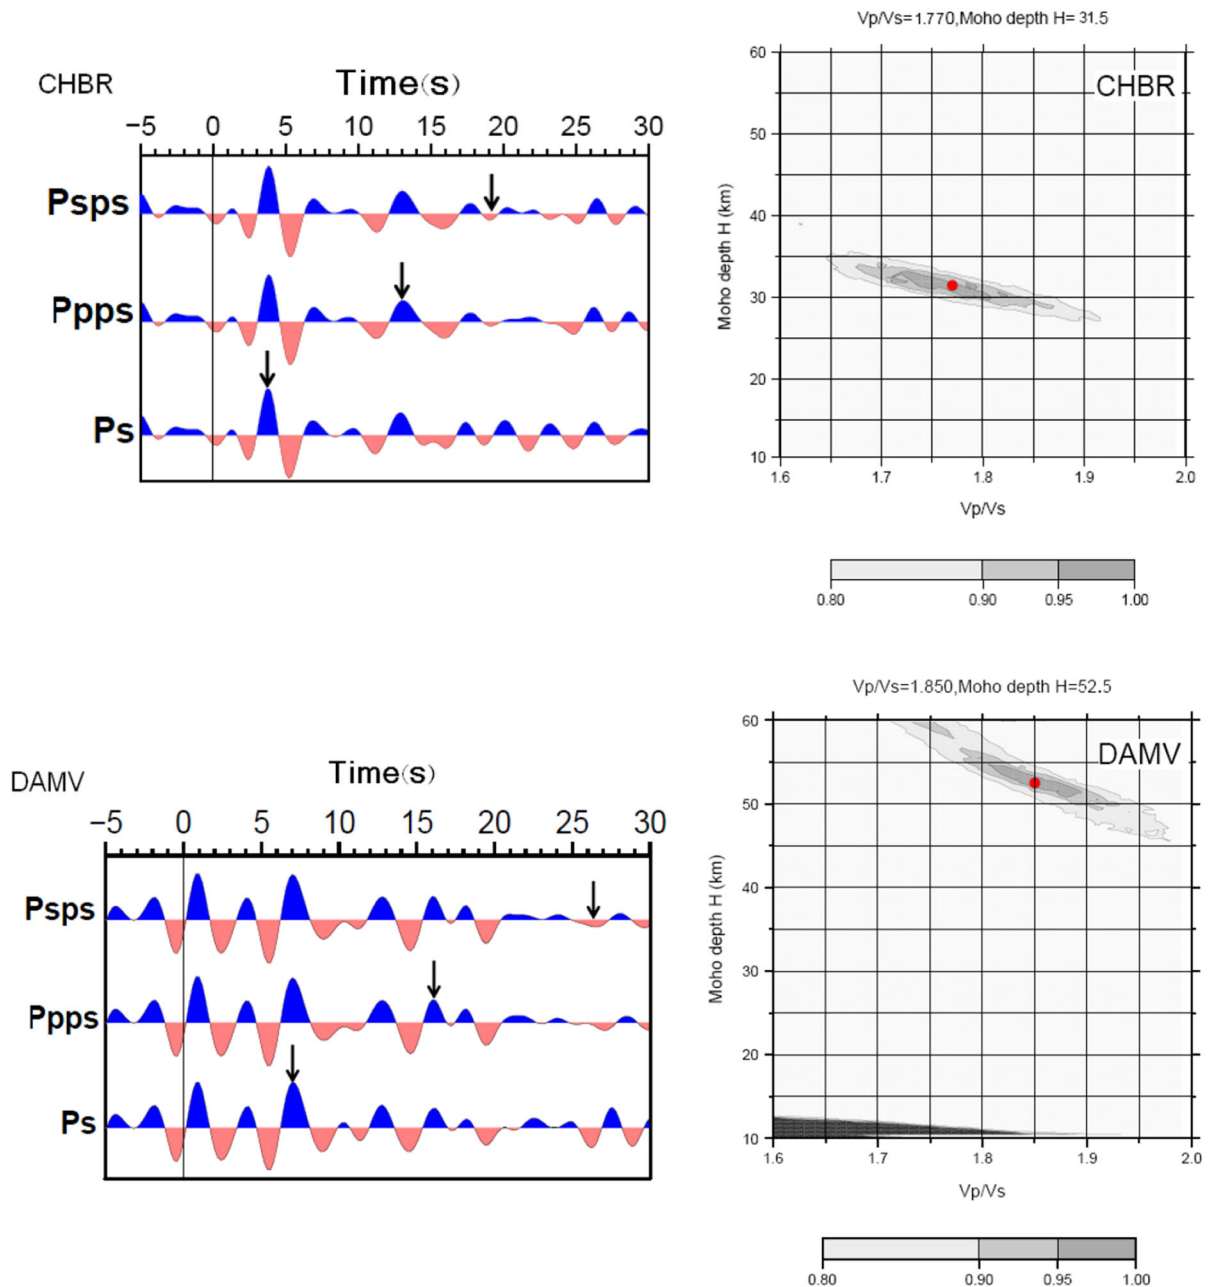 Vp/Vs=1.770,Moho depth H= 31.5
CHBR
Time(s)
−5 0 5 10 15 20 25 30
Psps
Ppps
Ps
CHBR
60
50
40
30
20
10
Moho depth H (km)
1.6 1.7 1.8 1.9 2.0
Vp/Vs
0.80 0.90 0.95 1.00
Vp/Vs=1.850,Moho depth H=52.5
DAMV
Time(s)
−5 0 5 10 15 20 25 30
Psps
Ppps
Ps
DAMV
60
50
40
30
20
10
Moho depth H (km)
1.6 1.7 1.8 1.9 2.0
Vp/Vs
0.80 0.90 0.95 1.00